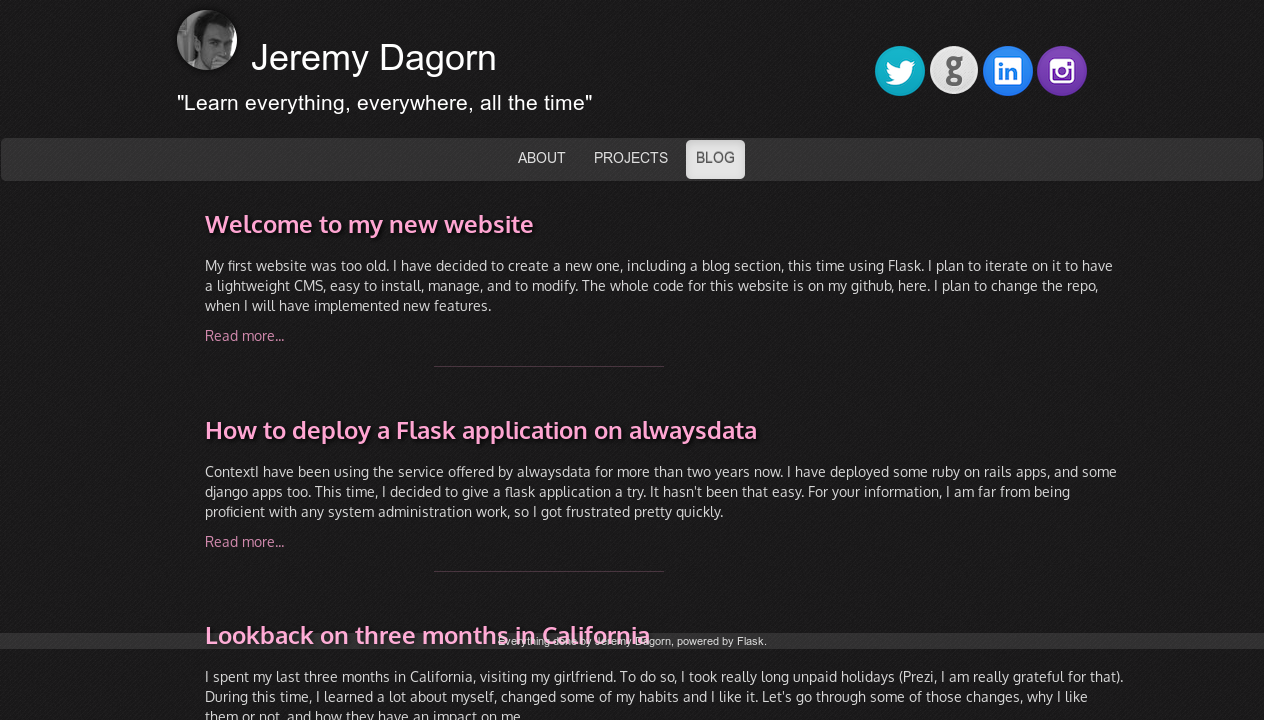 Jeremy Dagorn
"Learn everything, everywhere, all the time"
ABOUT PROJECTS BLOG
Welcome to my new website
My first website was too old. I have decided to create a new one, including a blog section, this time using Flask. I plan to iterate on it to have
a lightweight CMS, easy to install, manage, and to modify. The whole code for this website is on my github, here. I plan to change the repo,
when I will have implemented new features.
Read more...
How to deploy a Flask application on alwaysdata
ContextI have been using the service offered by alwaysdata for more than two years now. I have deployed some ruby on rails apps, and some
django apps too. This time, I decided to give a flask application a try. It hasn't been that easy. For your information, I am far from being
proficient with any system administration work, so I got frustrated pretty quickly.
Read more...
Lookback on three months in California
Everything done by Jeremy Dagorn, powered by Flask.
I spent my last three months in California, visiting my girlfriend. To do so, I took really long unpaid holidays (Prezi, I am really grateful for that).
During this time, I learned a lot about myself, changed some of my habits and I like it. Let's go through some of those changes, why I like
them or not, and how they have an impact on me.